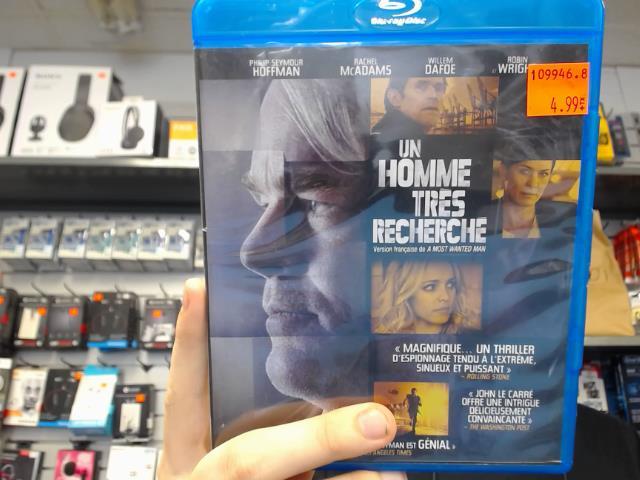 Blu-ray Disc
PHILIP SEYMOUR HOFFMAN
RACHEL McADAMS
WILLEM DAFOE
ROBIN
109946.8
4.99
UN
HOMME
TRÈS
RECHERCHÉ
Version française de A MOST WANTED MAN
« MAGNIFIQUE... UN THRILLER
D'ESPIONNAGE TENDU À L'EXTRÊME,
SINUEUX ET PUISSANT »
- ROLLING STONE
« JOHN LE CARRÉ
OFFRE UNE INTRIGUE
DÉLICIEUSEMENT
CONVAINCANTE »
- THE WASHINGTON POST
EST GÉNIAL »
ANGELES TIMES
SONY